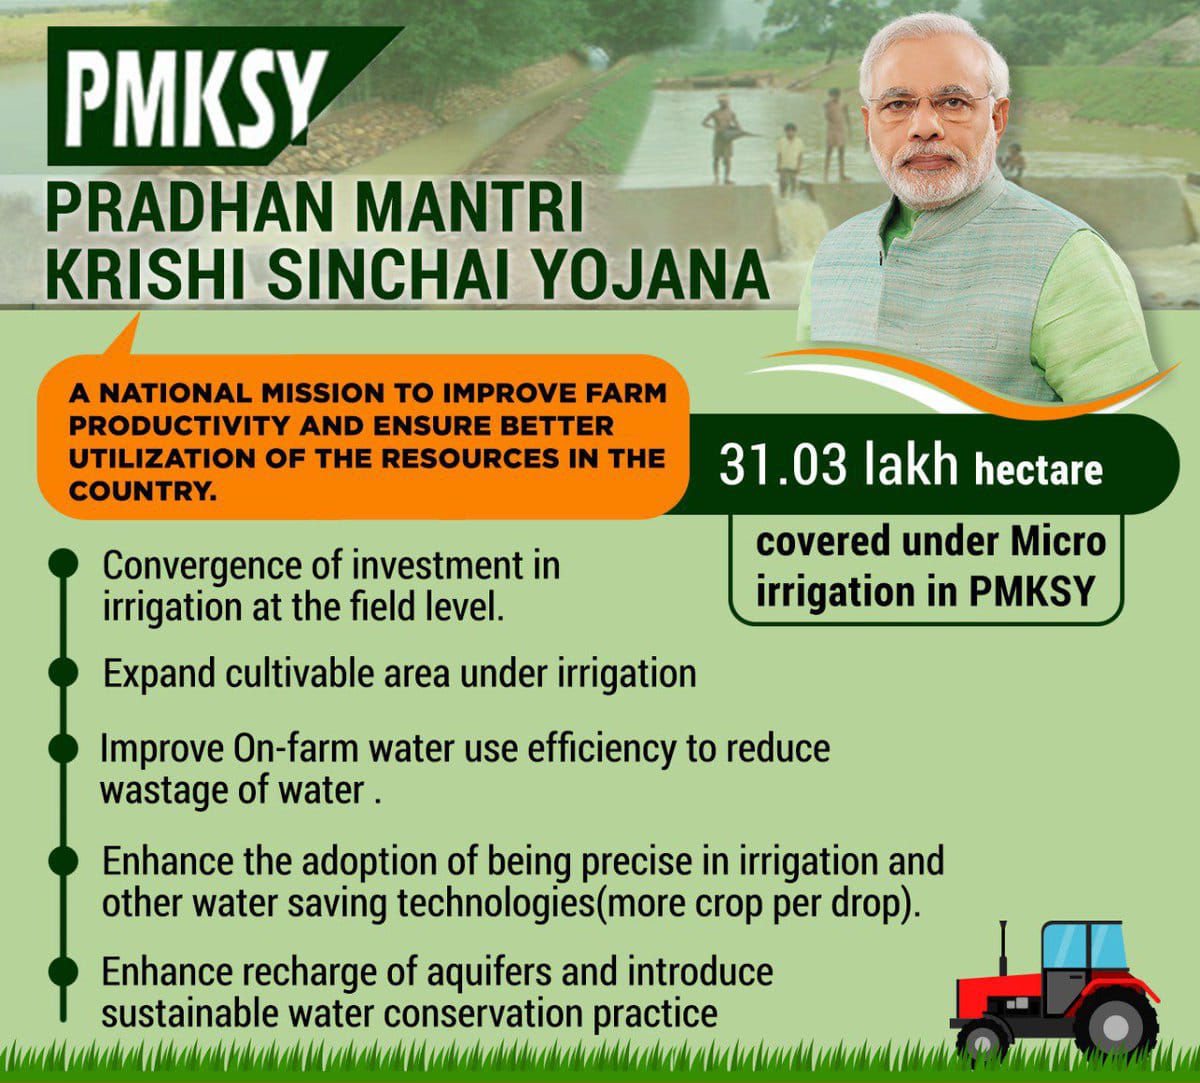 PMKSY
PRADHAN MANTRI
KRISHI SINCHAI YOJANA
A NATIONAL MISSION TO IMPROVE FARM
PRODUCTIVITY AND ENSURE BETTER
UTILIZATION OF THE RESOURCES IN THE
COUNTRY.
31.03 lakh hectare
covered under Micro
irrigation in PMKSY
Convergence of investment in
irrigation at the field level.
Expand cultivable area under irrigation
Improve On-farm water use efficiency to reduce
wastage of water .
Enhance the adoption of being precise in irrigation and
other water saving technologies(more crop per drop).
Enhance recharge of aquifers and introduce
sustainable water conservation practice